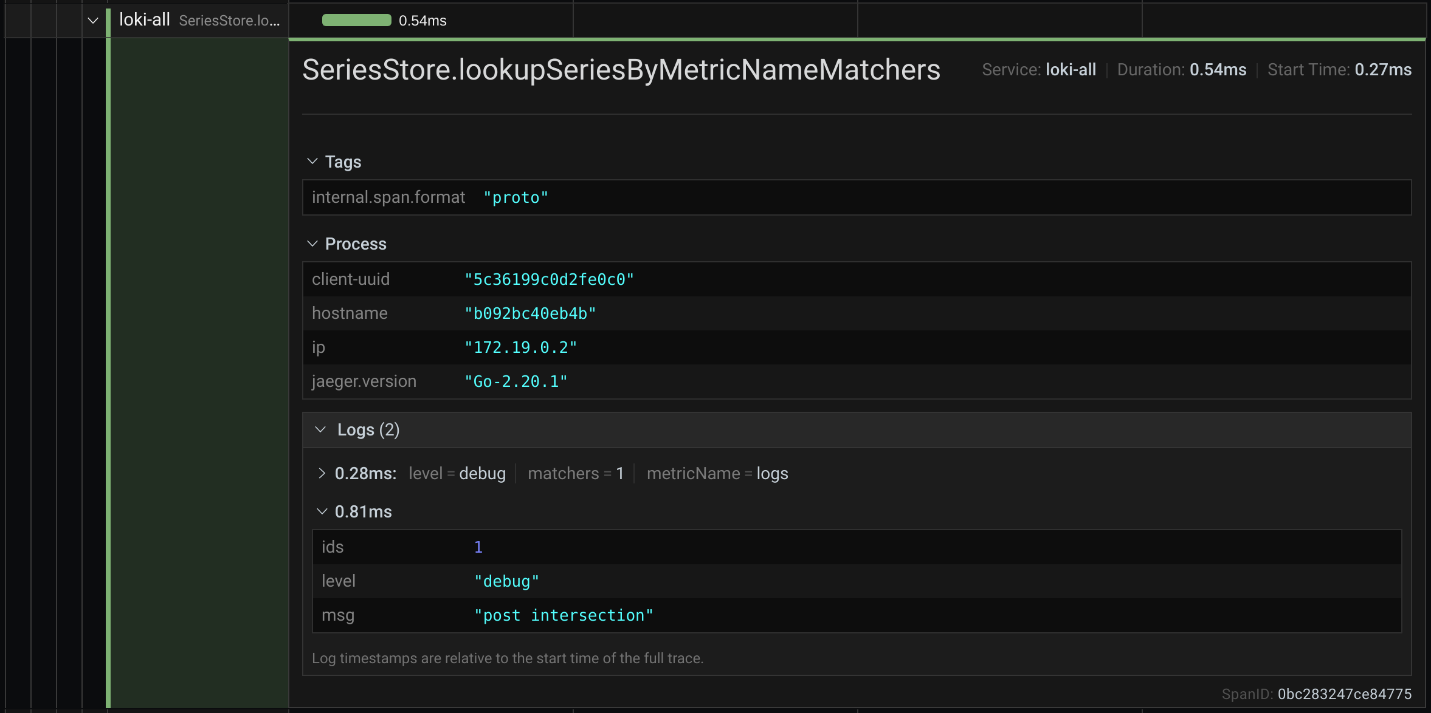 loki-all SeriesStore.lo... 0.54ms
SeriesStore.lookupSeriesByMetricNameMatchers Service: loki-all Duration: 0.54ms Start Time: 0.27ms
Tags
internal.span.format "proto"
Process
client-uuid "5c36199c0d2fe0c0"
hostname "b092bc40eb4b"
ip "172.19.0.2"
jaeger.version "Go-2.20.1"
Logs (2)
0.28ms: level = debug matchers = 1 metricName = logs
0.81ms
ids 1
level "debug"
msg "post intersection"
Log timestamps are relative to the start time of the full trace.
SpanID: 0bc283247ce84775